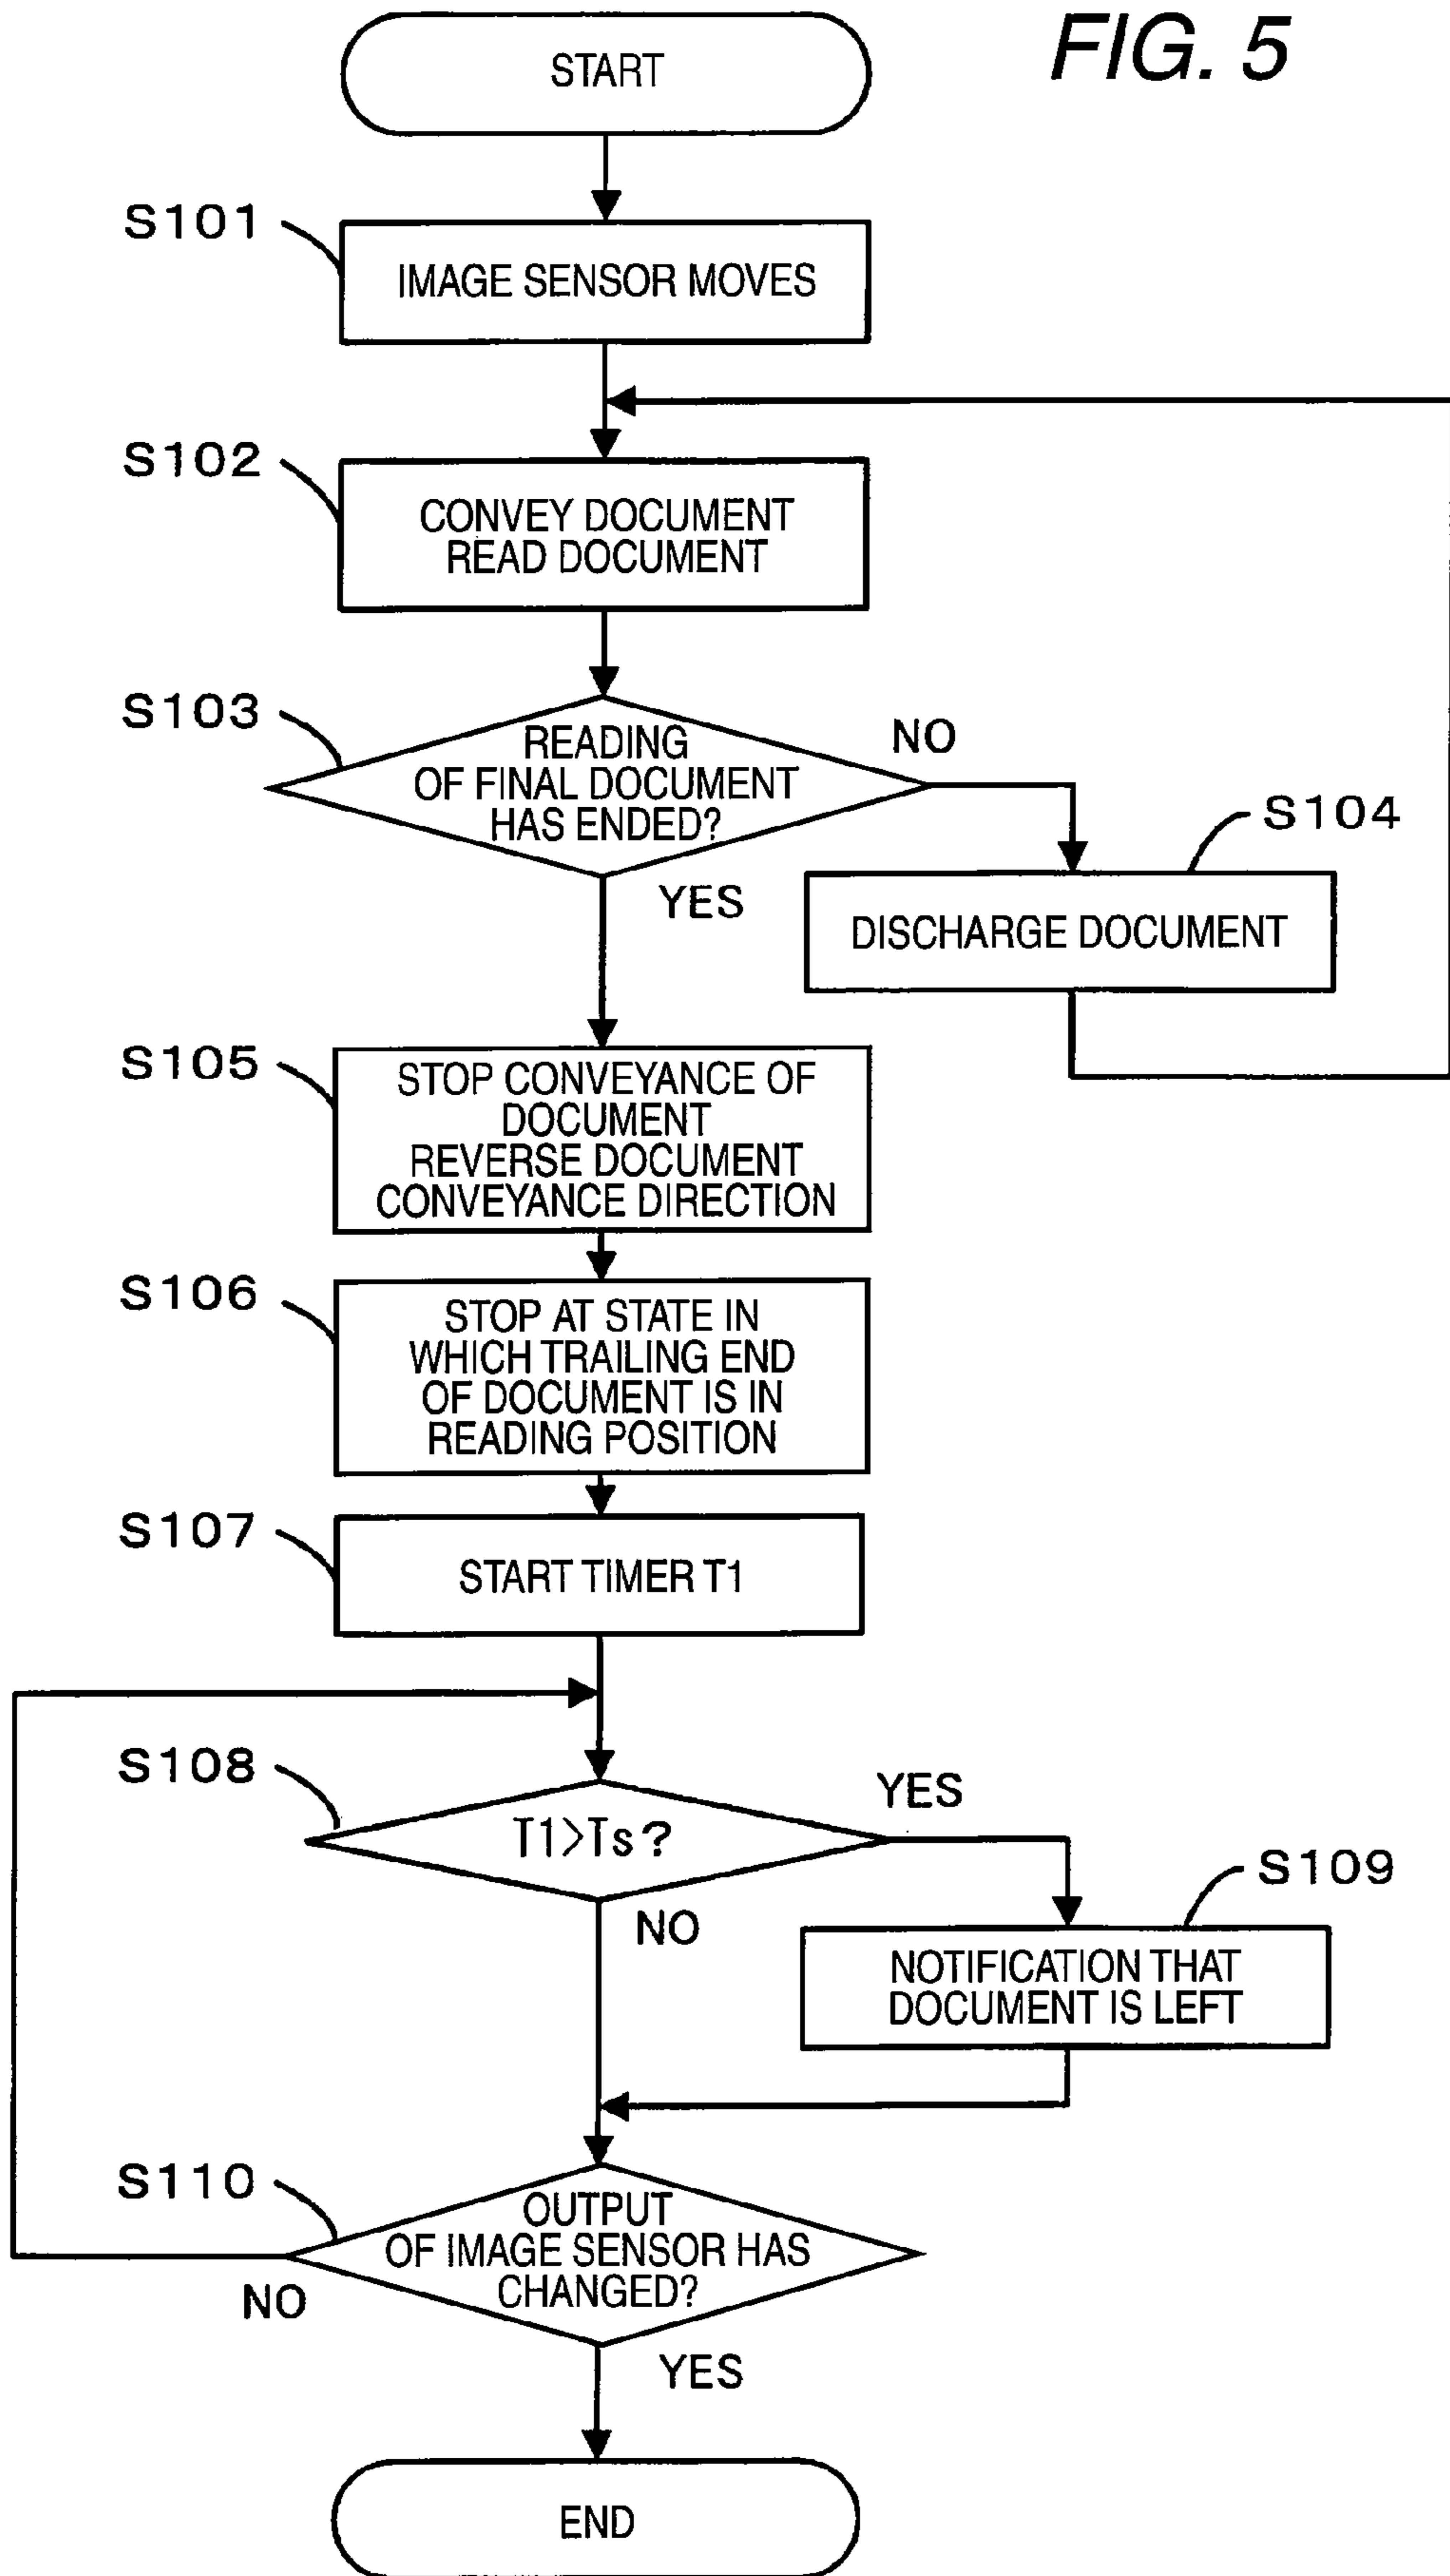 FIG. 5
START
S101
IMAGE SENSOR MOVES
S102
CONVEY DOCUMENT
READ DOCUMENT
S103
READING
OF FINAL DOCUMENT
HAS ENDED?
NO
YES
S104
DISCHARGE DOCUMENT
S105
STOP CONVEYANCE OF
DOCUMENT
REVERSE DOCUMENT
CONVEYANCE DIRECTION
S106
STOP AT STATE IN
WHICH TRAILING END
OF DOCUMENT IS IN
READING POSITION
S107
START TIMER T1
S108
T1>Ts?
YES
NO
S109
NOTIFICATION THAT
DOCUMENT IS LEFT
S110
OUTPUT
OF IMAGE SENSOR HAS
CHANGED?
NO
YES
END